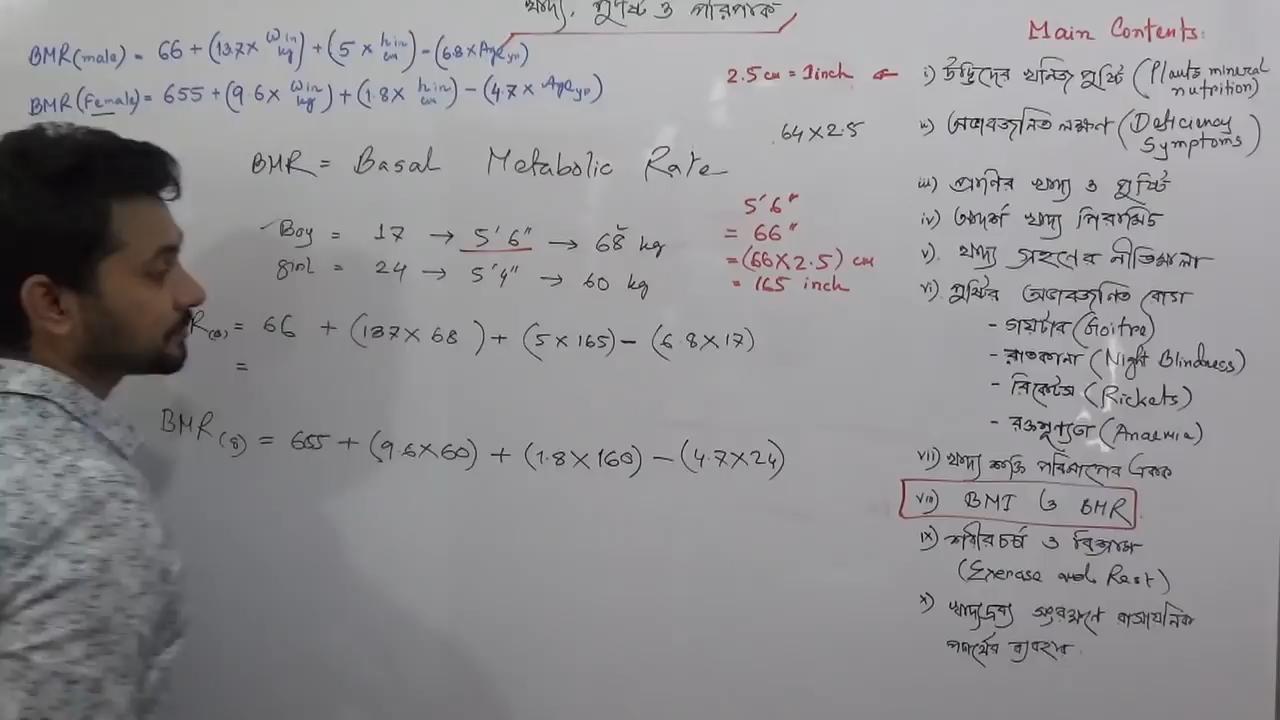 খাদ্য, পুষ্টি ও পরিপাক
BMR (male) = 66 + (13.7 × W in kg) + (5 × h in cm) - (6.8 × Age yr)
BMR (Female) = 655 + (9.6 × W in kg) + (1.8 × h in cm) - (4.7 × Age yr)
BMR = Basal Metabolic Rate
Boy = 17 → 5'6" → 68 kg
girl = 24 → 5'4" → 60 kg
R(B) = 66 + (137 × 68) + (5 × 165) - (6.8 × 17)
=
BMR (g) = 655 + (9.6 × 60) + (1.8 × 160) - (4.7 × 24)
2.5 cm = 1 inch ←
64 × 2.5
5'6"
= 66"
= (66 × 2.5) cm
= 165 inch
Main Contents:
i) উদ্ভিদের খনিজ পুষ্টি (Plants mineral
nutrition)
ii) অভাবজনিত লক্ষণ (Deficiency
Symptoms)
iii) প্রাণির খাদ্য ও পুষ্টি
iv) আদর্শ খাদ্য পিরামিড
v) খাদ্য গ্রহণের নীতিমালা
vi) পুষ্টির অভাবজনিত রোগ
- গয়টার (Goitre)
- রাতকানা (Night Blindness)
- রিকেটস (Rickets)
- রক্তশূণ্যতা (Anaemia)
vii) খাদ্য শক্তি পরিমাপের একক
viii) BMI ও BMR
ix) শরীরচর্চা ও বিশ্রাম
(Exercise and Rest)
x) খাদ্যদ্রব্য সংরক্ষণে রাসায়নিক
পদার্থের ব্যবহার